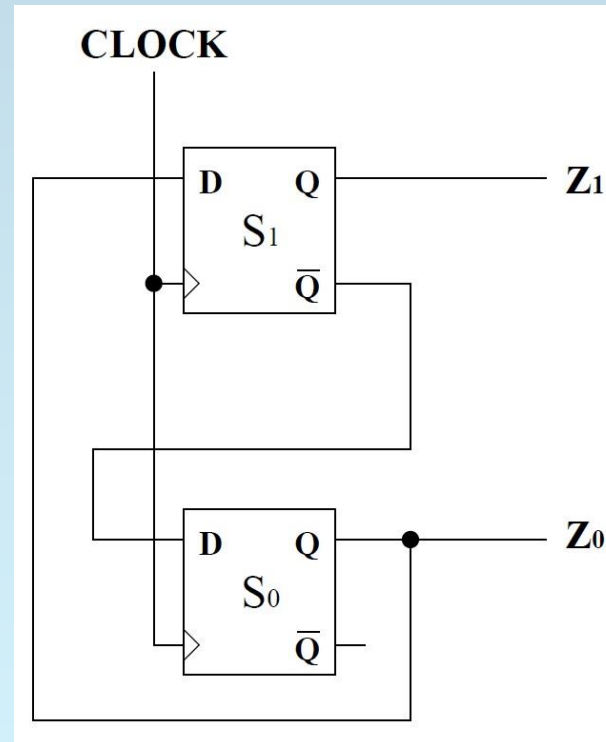 CLOCK
D Q Z₁
S₁
Q̅
D Q Z₀
S₀
Q̅